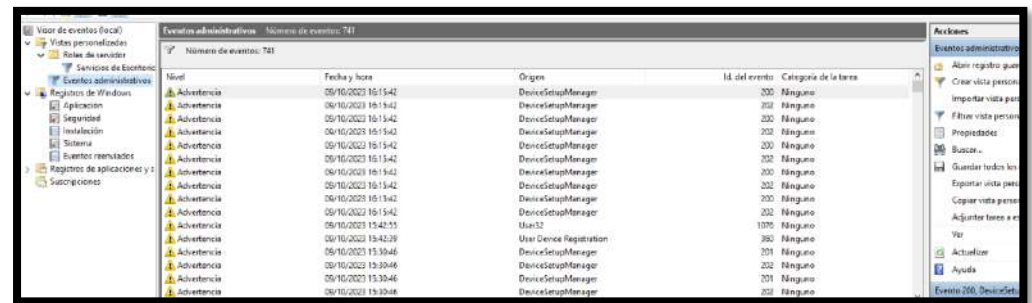 Visor de eventos (local)
Vistas personalizadas
Roles de servidor
Servicios de Escritorio
Eventos administrativos
Registros de Windows
Aplicación
Seguridad
Instalación
Sistema
Eventos reenviados
Registros de aplicaciones y s
Suscripciones
Eventos administrativos Número de eventos: 741
Número de eventos: 741
Nivel Fecha y hora Origen Id. del evento Categoría de la tarea
Advertencia 09/10/2023 16:15:42 DeviceSetupManager 200 Ninguno
Advertencia 09/10/2023 16:15:42 DeviceSetupManager 202 Ninguno
Advertencia 09/10/2023 16:15:42 DeviceSetupManager 200 Ninguno
Advertencia 09/10/2023 16:15:42 DeviceSetupManager 202 Ninguno
Advertencia 09/10/2023 16:15:42 DeviceSetupManager 200 Ninguno
Advertencia 09/10/2023 16:15:42 DeviceSetupManager 202 Ninguno
Advertencia 09/10/2023 16:15:42 DeviceSetupManager 200 Ninguno
Advertencia 09/10/2023 16:15:42 DeviceSetupManager 202 Ninguno
Advertencia 09/10/2023 16:15:42 DeviceSetupManager 200 Ninguno
Advertencia 09/10/2023 16:15:42 DeviceSetupManager 202 Ninguno
Advertencia 09/10/2023 15:42:55 User32 1076 Ninguno
Advertencia 09/10/2023 15:42:39 User Device Registration 360 Ninguno
Advertencia 09/10/2023 15:30:46 DeviceSetupManager 201 Ninguno
Advertencia 09/10/2023 15:30:46 DeviceSetupManager 202 Ninguno
Advertencia 09/10/2023 15:30:46 DeviceSetupManager 201 Ninguno
Advertencia 09/10/2023 15:30:46 DeviceSetupManager 202 Ninguno
Acciones
Eventos administrativo
Abrir registro guar
Crear vista person
Importar vista pers
Filtrar vista person
Propiedades
Buscar...
Guardar todos los
Exportar vista pers
Copiar vista person
Adjuntar tarea a es
Ver
Actualizar
Ayuda
Evento 200, DeviceSetu